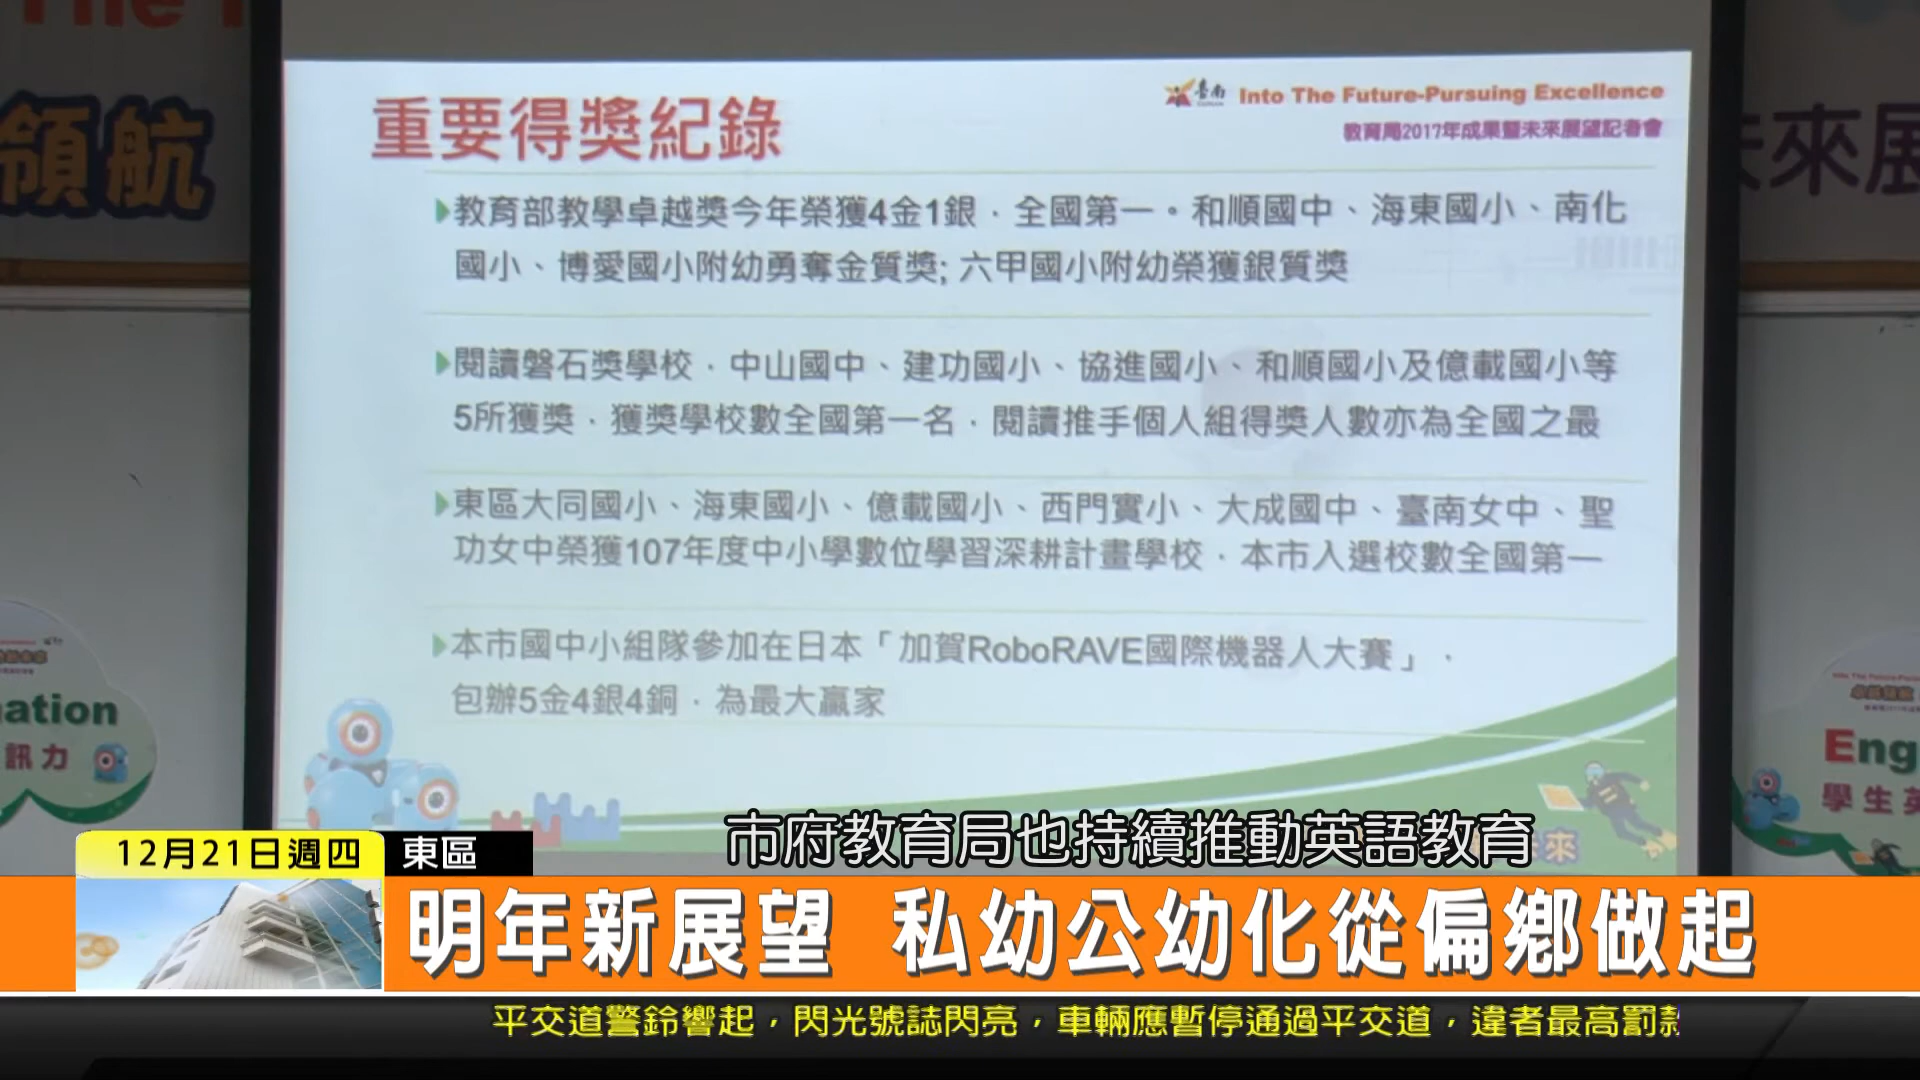 領航
未來展
重要得獎紀錄
臺南 Into The Future-Pursuing Excellence
教育局2017年成果暨未來展望記者會
教育部教學卓越獎今年榮獲4金1銀，全國第一。和順國中、海東國小、南化
國小、博愛國小附幼勇奪金質獎; 六甲國小附幼榮獲銀質獎
閱讀磐石獎學校，中山國中、建功國小、協進國小、和順國小及億載國小等
5所獲獎，獲獎學校數全國第一名，閱讀推手個人組得獎人數亦為全國之最
東區大同國小、海東國小、億載國小、西門實小、大成國中、臺南女中、聖
功女中榮獲107年度中小學數位學習深耕計畫學校，本市入選校數全國第一
本市國中小組隊參加在日本「加賀RoboRAVE國際機器人大賽」，
包辦5金4銀4銅，為最大贏家
ation
訊力
Eng
學生英
來
市府教育局也持續推動英語教育
12月21日週四
東區
明年新展望 私幼公幼化從偏鄉做起
平交道警鈴響起，閃光號誌閃亮，車輛應暫停通過平交道，違者最高罰款